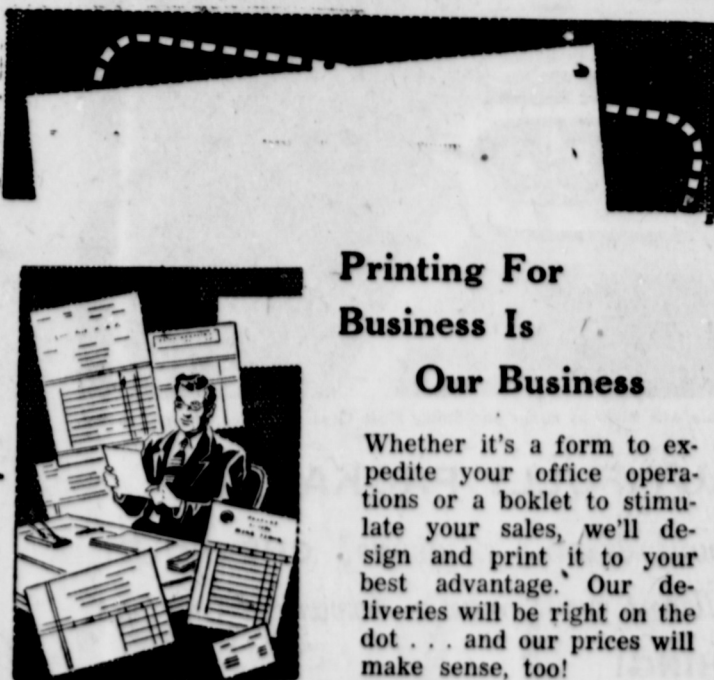 Printing For
Business Is
Our Business
Whether it's a form to ex-
pedite your office opera-
tions or a boklet to stimu-
late your sales, we'll de-
sign and print it to your
best advantage. Our de-
liveries will be right on the
dot . . . and our prices will
make sense, too!